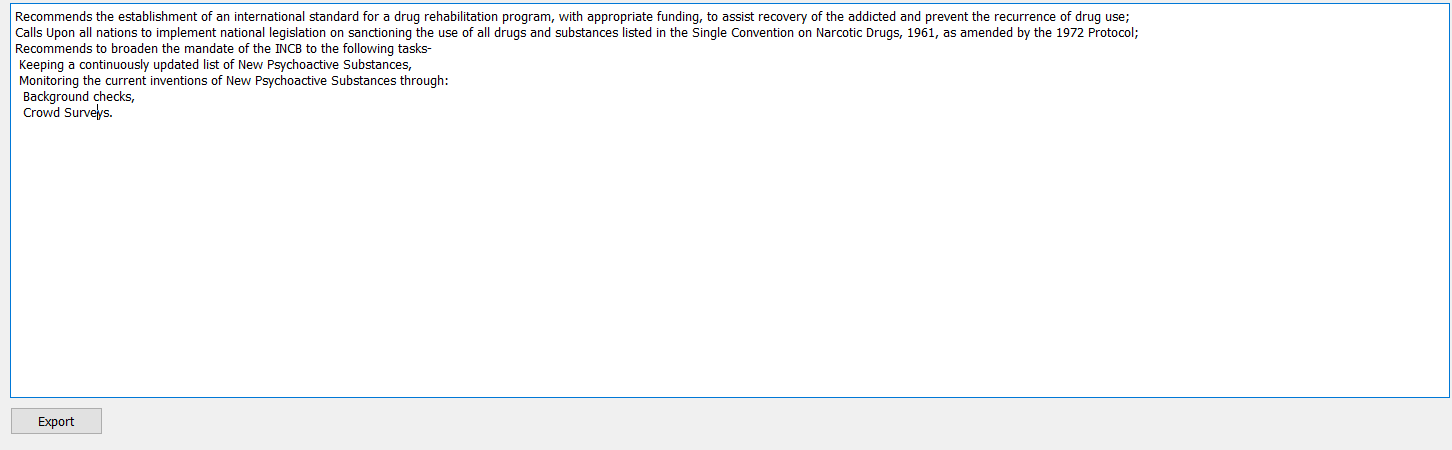 Recommends the establishment of an international standard for a drug rehabilitation program, with appropriate funding, to assist recovery of the addicted and prevent the recurrence of drug use;
Calls Upon all nations to implement national legislation on sanctioning the use of all drugs and substances listed in the Single Convention on Narcotic Drugs, 1961, as amended by the 1972 Protocol;
Recommends to broaden the mandate of the INCB to the following tasks-
Keeping a continuously updated list of New Psychoactive Substances,
Monitoring the current inventions of New Psychoactive Substances through:
Background checks,
Crowd Surveys.
Export